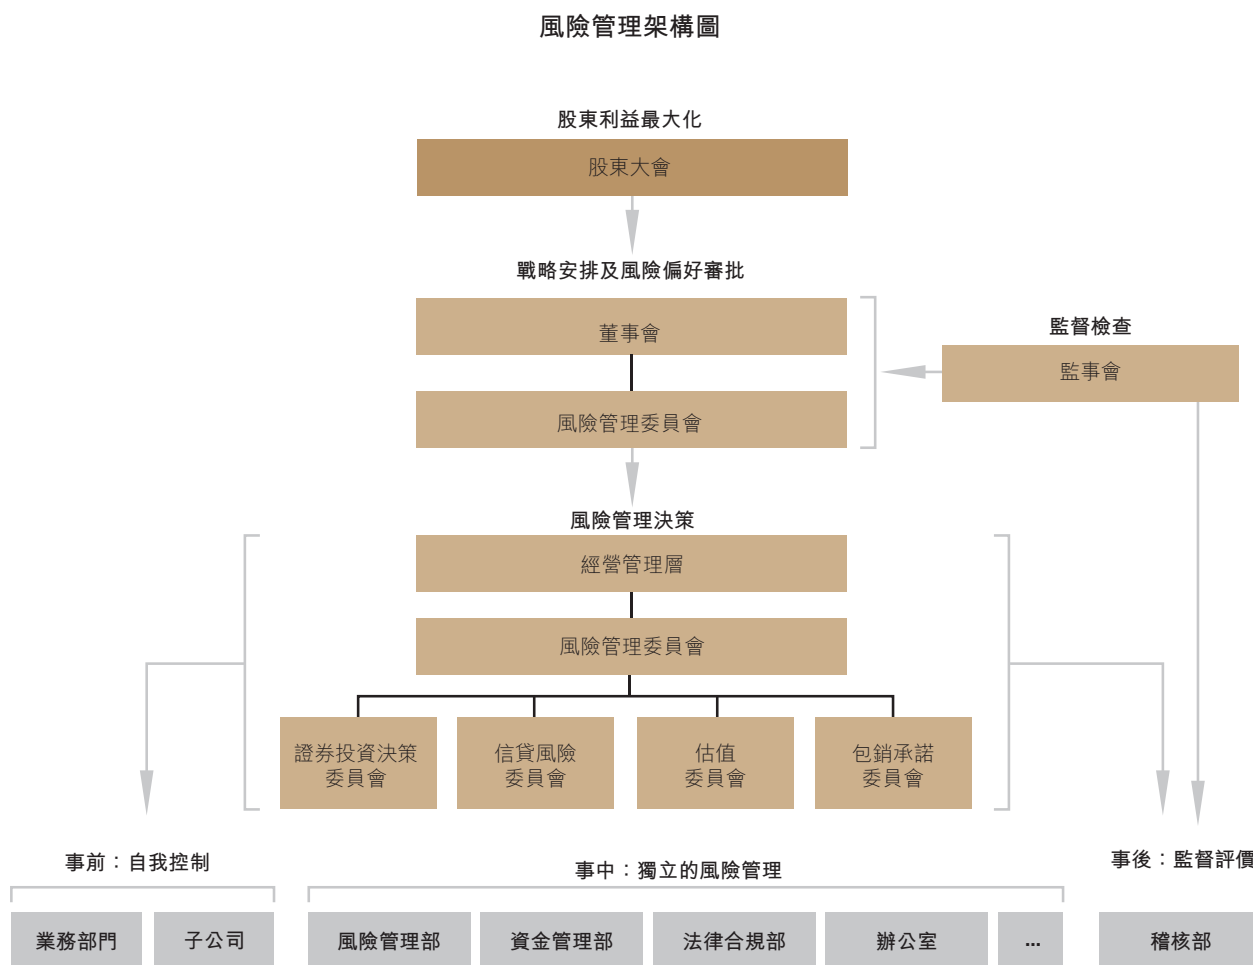 風險管理架構圖
股東利益最大化
股東大會
戰略安排及風險偏好審批
董事會
監督檢查
監事會
風險管理委員會
風險管理決策
經營管理層
風險管理委員會
證券投資決策
委員會
信貸風險
委員會
估值
委員會
包銷承諾
委員會
事前：自我控制
事中：獨立的風險管理
事後：監督評價
業務部門
子公司
風險管理部
資金管理部
法律合規部
辦公室
...
稽核部